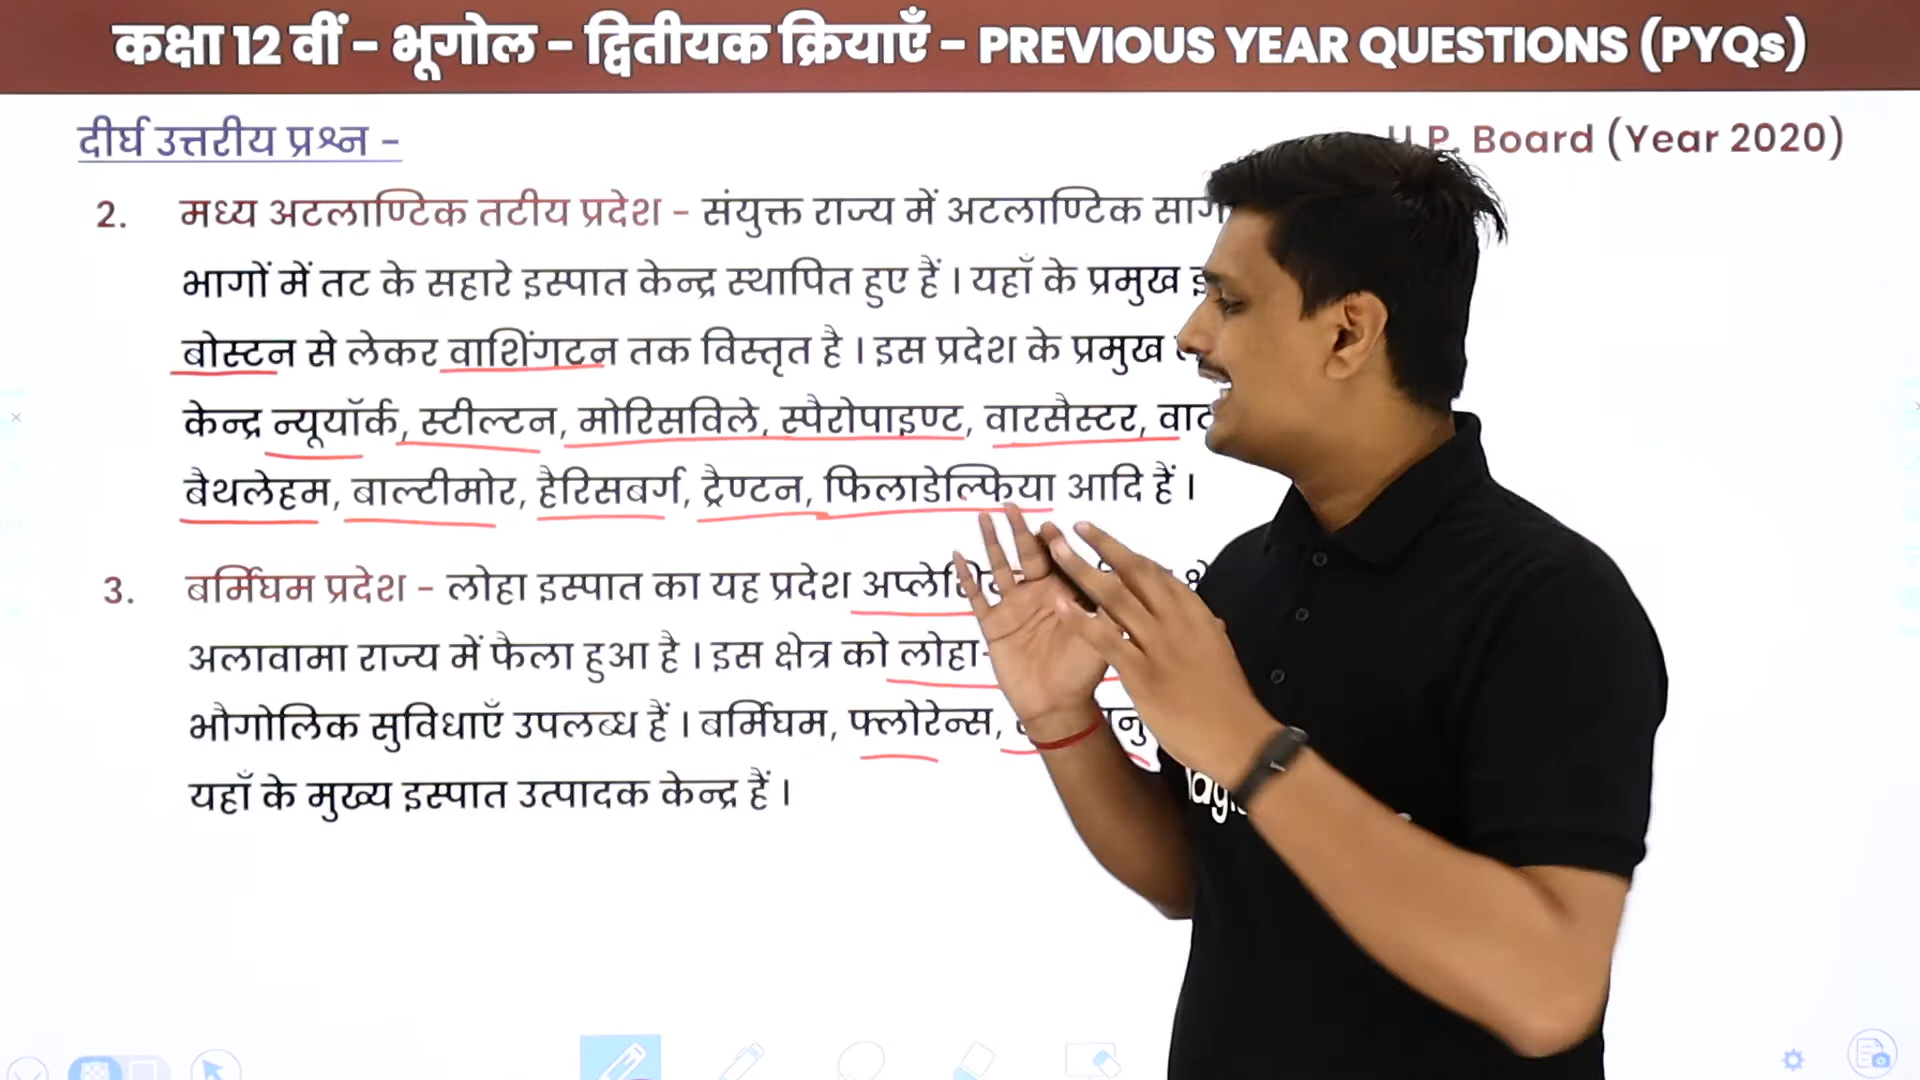 कक्षा 12 वीं - भूगोल - द्वितीयक क्रियाएँ - PREVIOUS YEAR QUESTIONS (PYQs)
दीर्घ उत्तरीय प्रश्न -
U.P. Board (Year 2020)
2. मध्य अटलाण्टिक तटीय प्रदेश - संयुक्त राज्य में अटलाण्टिक
भागों में तट के सहारे इस्पात केन्द्र स्थापित हुए हैं । यहाँ के प्रमुख
बोस्टन से लेकर वाशिंगटन तक विस्तृत है । इस प्रदेश के प्रमुख
केन्द्र न्यूयॉर्क, स्टील्टन, मोरिसविले, स्पैरोपाइण्ट, वारसैस्टर,
बैथलेहम, बाल्टीमोर, हैरिसबर्ग, ट्रेण्टन, फिलाडेल्फिया आदि हैं ।
3. बर्मिंघम प्रदेश - लोहा इस्पात का यह प्रदेश
अलावामा राज्य में फैला हुआ है । इस क्षेत्र को लोहा-
भौगोलिक सुविधाएँ उपलब्ध हैं । बर्मिंघम, फ्लोरेन्स,
यहाँ के मुख्य इस्पात उत्पादक केन्द्र हैं ।